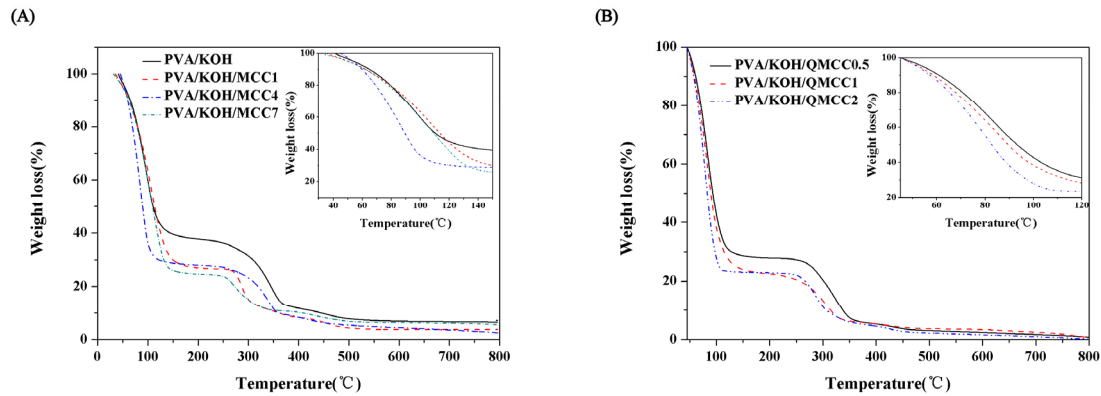 (A)
PVA/KOH
PVA/KOH/MCC1
PVA/KOH/MCC4
PVA/KOH/MCC7
Weight loss(%)
100
80
60
40
20
0
0 100 200 300 400 500 600 700 800
Temperature(℃)
Weight loss(%)
100
80
60
40
20
40 60 80 100 120 140
Temperature(℃)
(B)
PVA/KOH/QMCC0.5
PVA/KOH/QMCC1
PVA/KOH/QMCC2
Weight loss(%)
100
80
60
40
20
0
100 200 300 400 500 600 700 800
Temperature(℃)
Weight loss(%)
100
80
60
40
20
60 80 100 120
Temperature(℃)